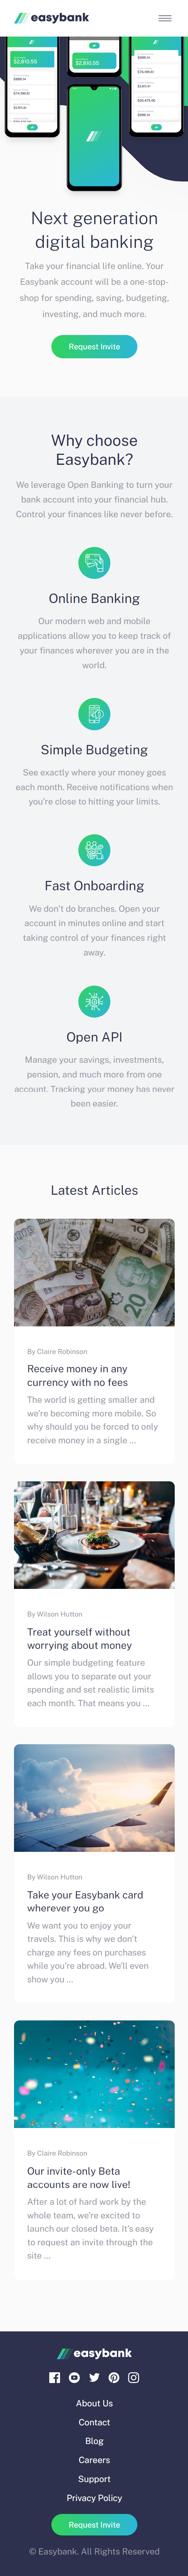 easybank
Next generation
digital banking
Take your financial life online. Your
Easybank account will be a one-stop-
shop for spending, saving, budgeting,
investing, and much more.
Request Invite
Why choose
Easybank?
We leverage Open Banking to turn your
bank account into your financial hub.
Control your finances like never before.
Online Banking
Our modern web and mobile
applications allow you to keep track of
your finances wherever you are in the
world.
Simple Budgeting
See exactly where your money goes
each month. Receive notifications when
you're close to hitting your limits.
Fast Onboarding
We don't do branches. Open your
account in minutes online and start
taking control of your finances right
away.
Open API
Manage your savings, investments,
pension, and much more from one
account. Tracking your money has never
been easier.
Latest Articles
By Claire Robinson
Receive money in any
currency with no fees
The world is getting smaller and
we're becoming more mobile. So
why should you be forced to only
receive money in a single …
By Wilson Hutton
Treat yourself without
worrying about money
Our simple budgeting feature
allows you to separate out your
spending and set realistic limits
each month. That means you …
By Wilson Hutton
Take your Easybank card
wherever you go
We want you to enjoy your
travels. This is why we don't
charge any fees on purchases
while you're abroad. We'll even
show you …
By Claire Robinson
Our invite-only Beta
accounts are now live!
After a lot of hard work by the
whole team, we're excited to
launch our closed beta. It's easy
to request an invite through the
site ...
easybank
About Us
Contact
Blog
Careers
Support
Privacy Policy
Request Invite
© Easybank. All Rights Reserved